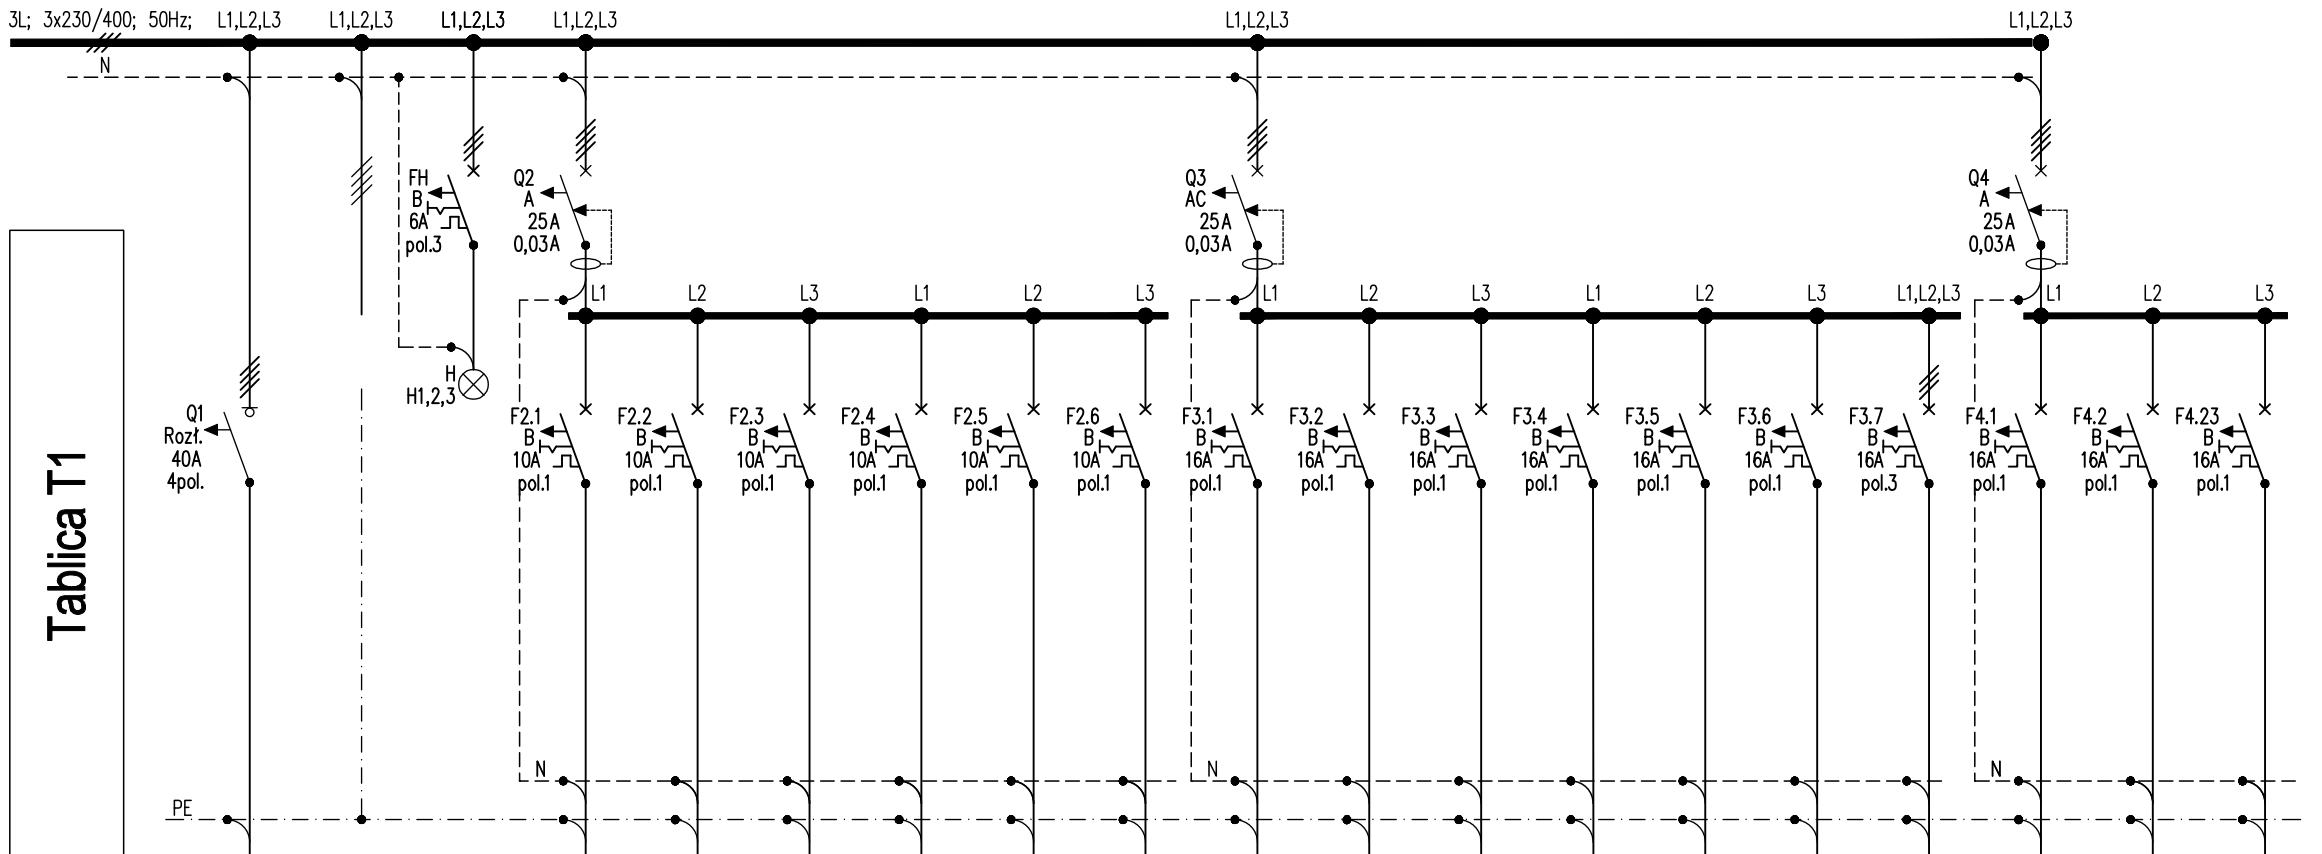 3L; 3x230/400; 50Hz; L1,L2,L3 L1,L2,L3 L1,L2,L3 L1,L2,L3 L1,L2,L3 L1,L2,L3
N
FH
B
6A
pol.3
Q2
A
25A
0,03A
Q3
AC
25A
0,03A
Q4
A
25A
0,03A
L1 L2 L3 L1 L2 L3 L1 L2 L3 L1 L2 L3 L1,L2,L3 L1 L2 L3
H
H1,2,3
Q1
Rozł.
40A
4pol.
F2.1
B
10A
pol.1
F2.2
B
10A
pol.1
F2.3
B
10A
pol.1
F2.4
B
10A
pol.1
F2.5
B
10A
pol.1
F2.6
B
10A
pol.1
F3.1
B
16A
pol.1
F3.2
B
16A
pol.1
F3.3
B
16A
pol.1
F3.4
B
16A
pol.1
F3.5
B
16A
pol.1
F3.6
B
16A
pol.1
F3.7
B
16A
pol.3
F4.1
B
16A
pol.1
F4.2
B
16A
pol.1
F4.23
B
16A
pol.1
Tablica T1
N N N
PE